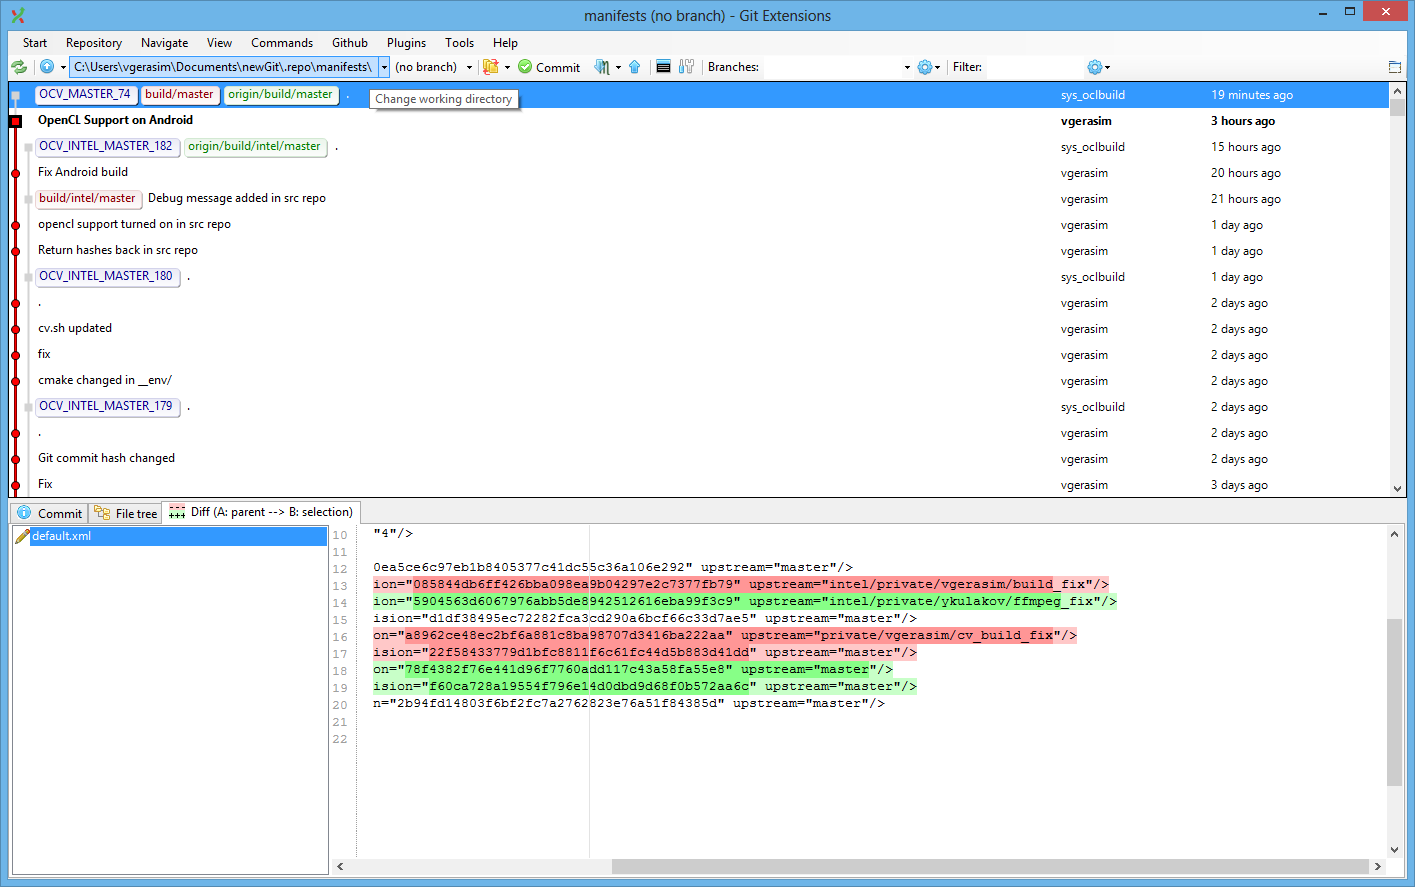 manifests (no branch) - Git Extensions
Start Repository Navigate View Commands Github Plugins Tools Help
C:\Users\vgerasim\Documents\newGit\.repo\manifests\ (no branch) Commit Branches: Filter:
OCV_MASTER_74 build/master origin/build/master . sys_oclbuild 19 minutes ago
Change working directory
OpenCL Support on Android vgerasim 3 hours ago
OCV_INTEL_MASTER_182 origin/build/intel/master . sys_oclbuild 15 hours ago
Fix Android build vgerasim 20 hours ago
build/intel/master Debug message added in src repo vgerasim 21 hours ago
opencl support turned on in src repo vgerasim 1 day ago
Return hashes back in src repo vgerasim 1 day ago
OCV_INTEL_MASTER_180 . sys_oclbuild 1 day ago
. vgerasim 2 days ago
cv.sh updated vgerasim 2 days ago
fix vgerasim 2 days ago
cmake changed in __env/ vgerasim 2 days ago
OCV_INTEL_MASTER_179 . sys_oclbuild 2 days ago
. vgerasim 2 days ago
Git commit hash changed vgerasim 2 days ago
Fix vgerasim 3 days ago
Commit File tree Diff (A: parent --> B: selection)
default.xml
10 "4"/>
11
12 0ea5ce6c97eb1b8405377c41dc55c36a106e292" upstream="master"/>
13 ion="085844db6ff426bba098ea9b04297e2c7377fb79" upstream="intel/private/vgerasim/build_fix"/>
14 ion="5904563d6067976abb5de8942512616eba99f3c9" upstream="intel/private/ykulakov/ffmpeg_fix"/>
15 ision="d1df38495ec72282fca3cd290a6bcf66c33d7ae5" upstream="master"/>
16 on="a8962ce48ec2bf6a881c8ba98707d3416ba222aa" upstream="private/vgerasim/cv_build_fix"/>
17 ision="22f58433779d1bfc8811f6c61fc44d5b883d41dd" upstream="master"/>
18 on="78f4382f76e441d96f7760add117c43a58fa55e8" upstream="master"/>
19 ision="f60ca728a19554f796e14d0dbd9d68f0b572aa6c" upstream="master"/>
20 n="2b94fd14803f6bf2fc7a2762823e76a51f84385d" upstream="master"/>
21
22